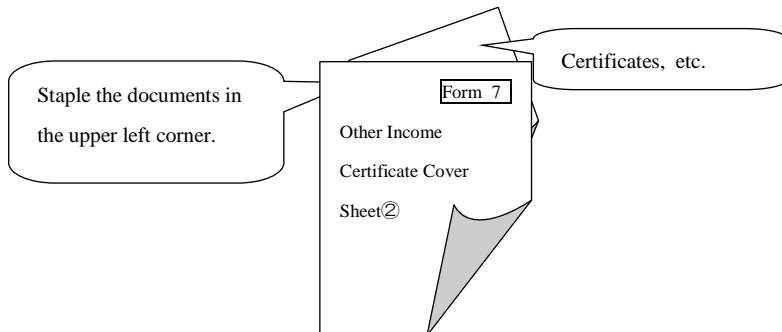 Certificates, etc.
Staple the documents in
the upper left corner.
Form 7
Other Income
Certificate Cover
Sheet②